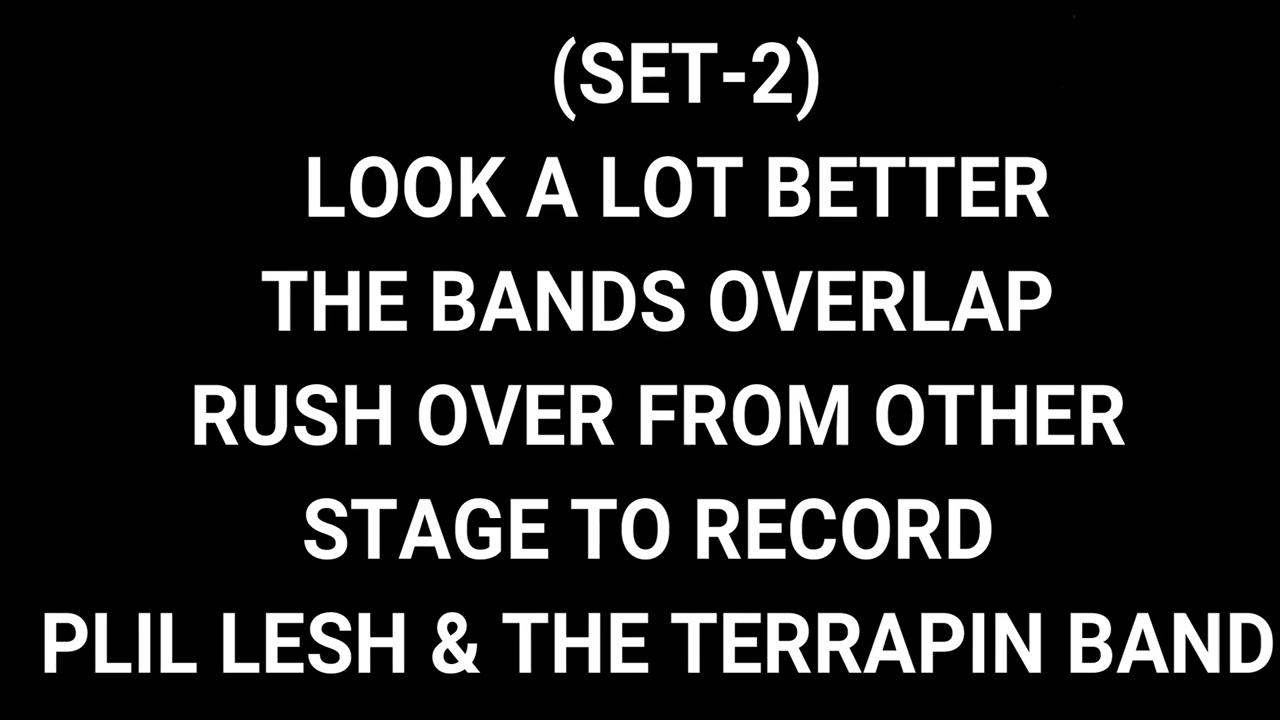 (SET-2)
LOOK A LOT BETTER
THE BANDS OVERLAP
RUSH OVER FROM OTHER
STAGE TO RECORD
PLIL LESH & THE TERRAPIN BAND